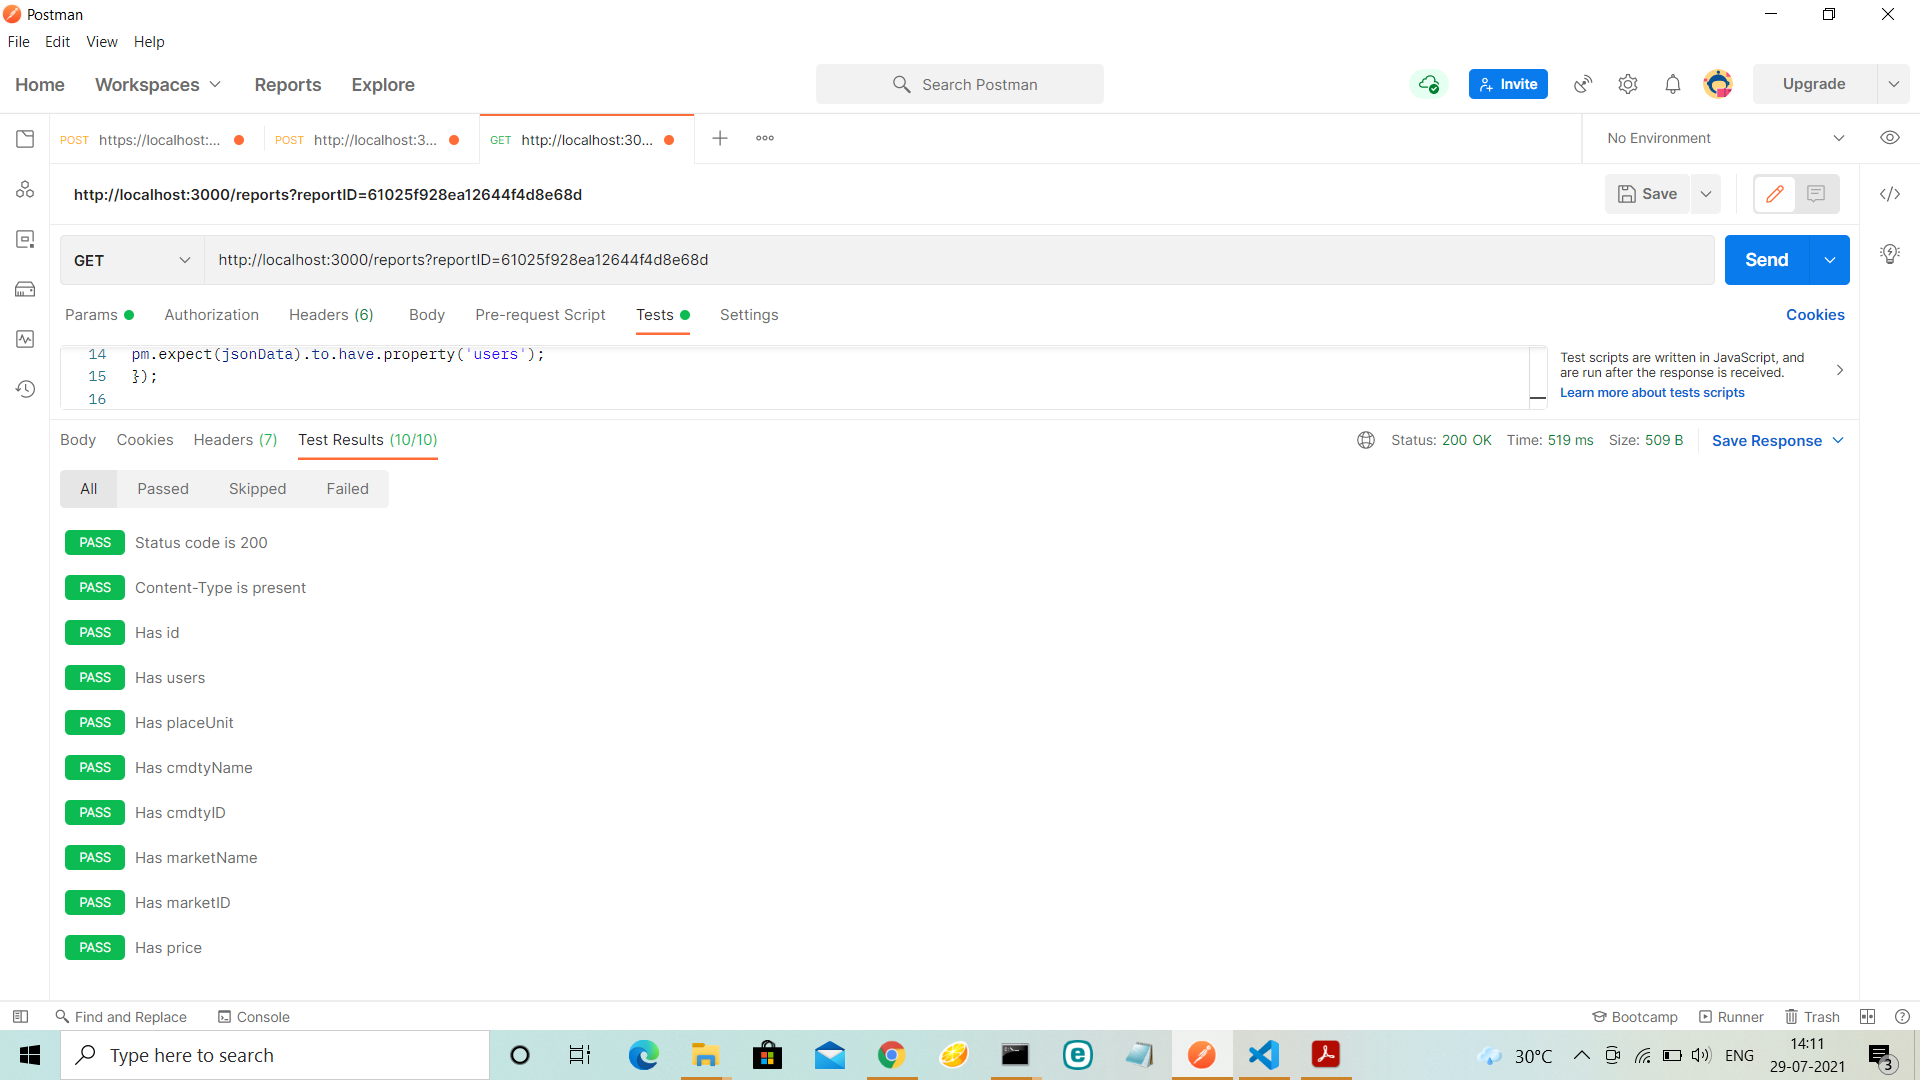 Postman
File Edit View Help
Home Workspaces Reports Explore Search Postman Invite Upgrade
POST https://localhost:... POST http://localhost:3... GET http://localhost:30... No Environment
http://localhost:3000/reports?reportID=61025f928ea12644f4d8e68d Save
GET http://localhost:3000/reports?reportID=61025f928ea12644f4d8e68d Send
Params Authorization Headers (6) Body Pre-request Script Tests Settings Cookies
14 pm.expect(jsonData).to.have.property('users');
15 });
16
Test scripts are written in JavaScript, and
are run after the response is received.
Learn more about tests scripts
Body Cookies Headers (7) Test Results (10/10) Status: 200 OK Time: 519 ms Size: 509 B Save Response
All Passed Skipped Failed
PASS Status code is 200
PASS Content-Type is present
PASS Has id
PASS Has users
PASS Has placeUnit
PASS Has cmdtyName
PASS Has cmdtyID
PASS Has marketName
PASS Has marketID
PASS Has price
Find and Replace Console Bootcamp Runner Trash
Type here to search 30°C ENG 14:11
29-07-2021 3